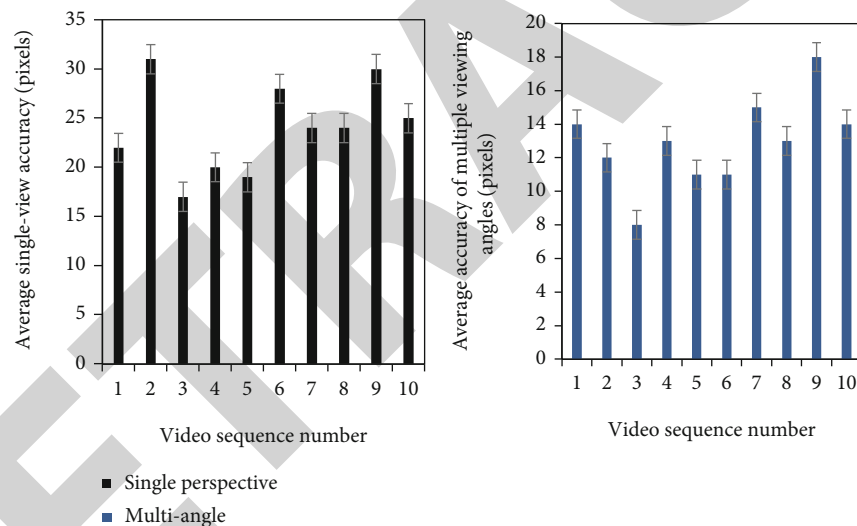 Average single-view accuracy (pixels)
35
30
25
20
15
10
5
0
1 2 3 4 5 6 7 8 9 10
Video sequence number
Average accuracy of multiple viewing
angles (pixels)
20
18
16
14
12
10
8
6
4
2
0
1 2 3 4 5 6 7 8 9 10
Video sequence number
Single perspective
Multi-angle